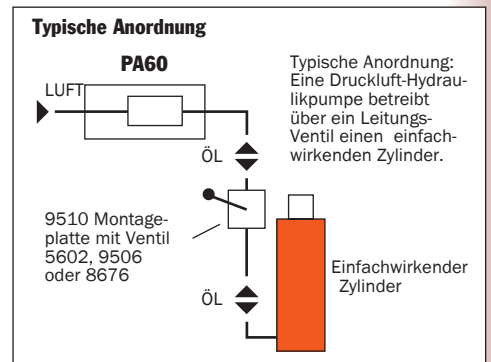 Typische Anordnung
PA60
LUFT
Typische Anordnung:
Eine Druckluft-Hydrau-
likpumpe betreibt
über ein Leitungs-
Ventil einen einfach-
wirkenden Zylinder.
ÖL
9510 Montage-
platte mit Ventil
5602, 9506
oder 8676
ÖL
Einfachwirkender
Zylinder